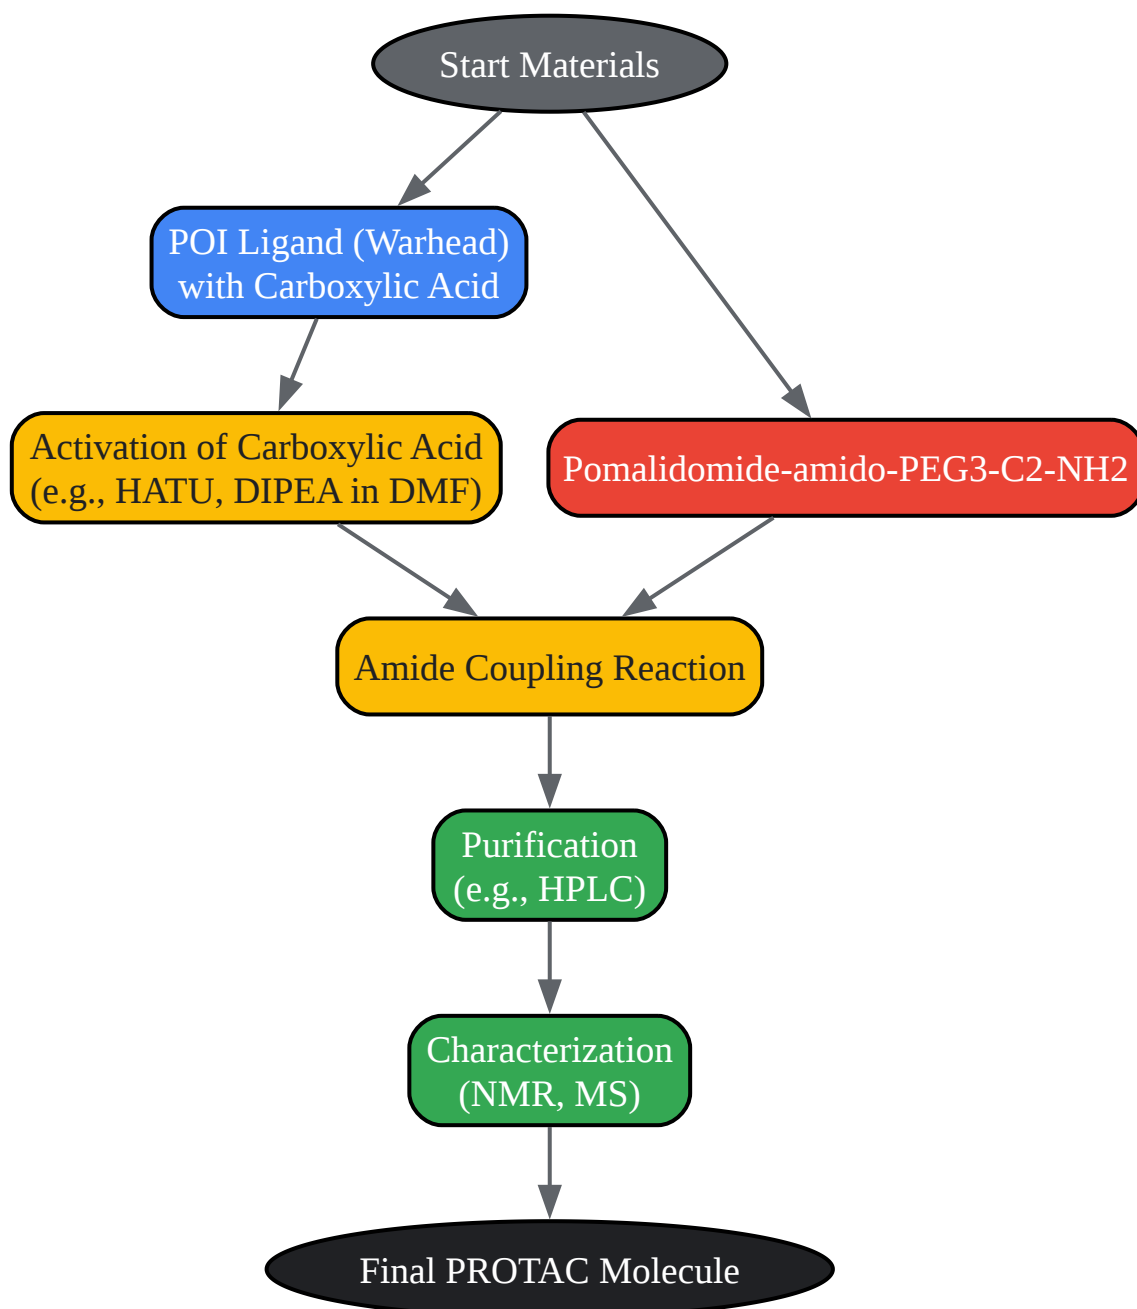 Start Materials
POI Ligand (Warhead)
with Carboxylic Acid
Activation of Carboxylic Acid
(e.g., HATU, DIPEA in DMF)
Pomalidomide-amido-PEG3-C2-NH2
Amide Coupling Reaction
Purification
(e.g., HPLC)
Characterization
(NMR, MS)
Final PROTAC Molecule